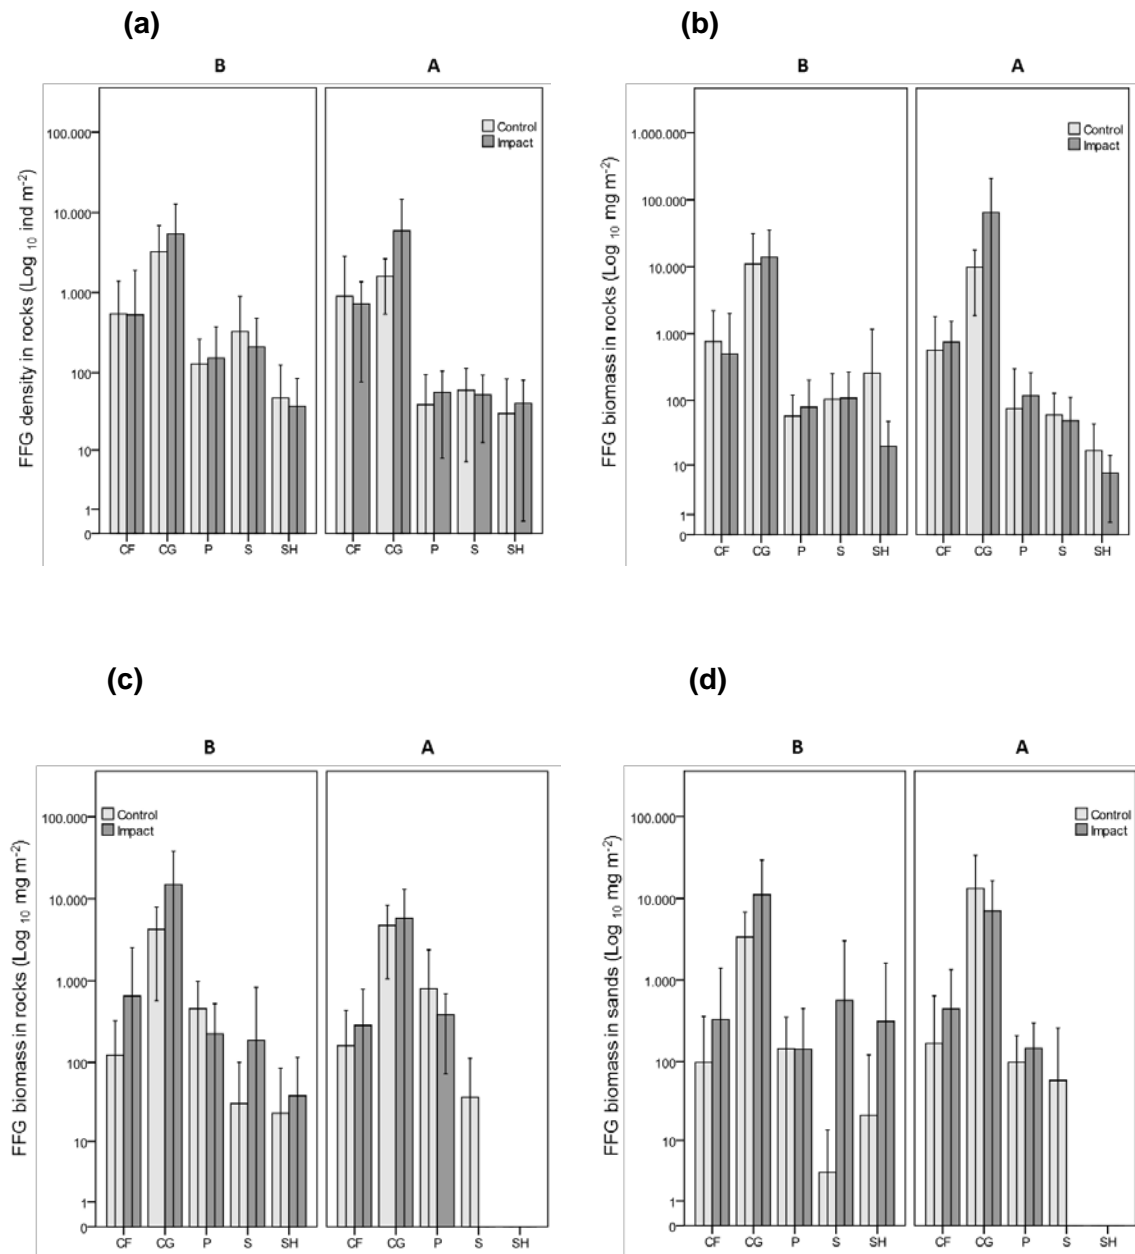 (a)
B A
Control
Impact
FFG density in rocks (Log 10 ind m-2)
100.000
10.000
1.000
100
10
1
0
CF CG P S SH CF CG P S SH
(b)
B A
Control
Impact
FFG biomass in rocks (Log 10 mg m-2)
1.000.000
100.000
10.000
1.000
100
10
1
0
CF CG P S SH CF CG P S SH
(c)
B A
Control
Impact
FFG biomass in rocks (Log 10 mg m-2)
100.000
10.000
1.000
100
10
1
0
CF CG P S SH CF CG P S SH
(d)
B A
Control
Impact
FFG biomass in sands (Log 10 mg m-2)
100.000
10.000
1.000
100
10
1
0
CF CG P S SH CF CG P S SH